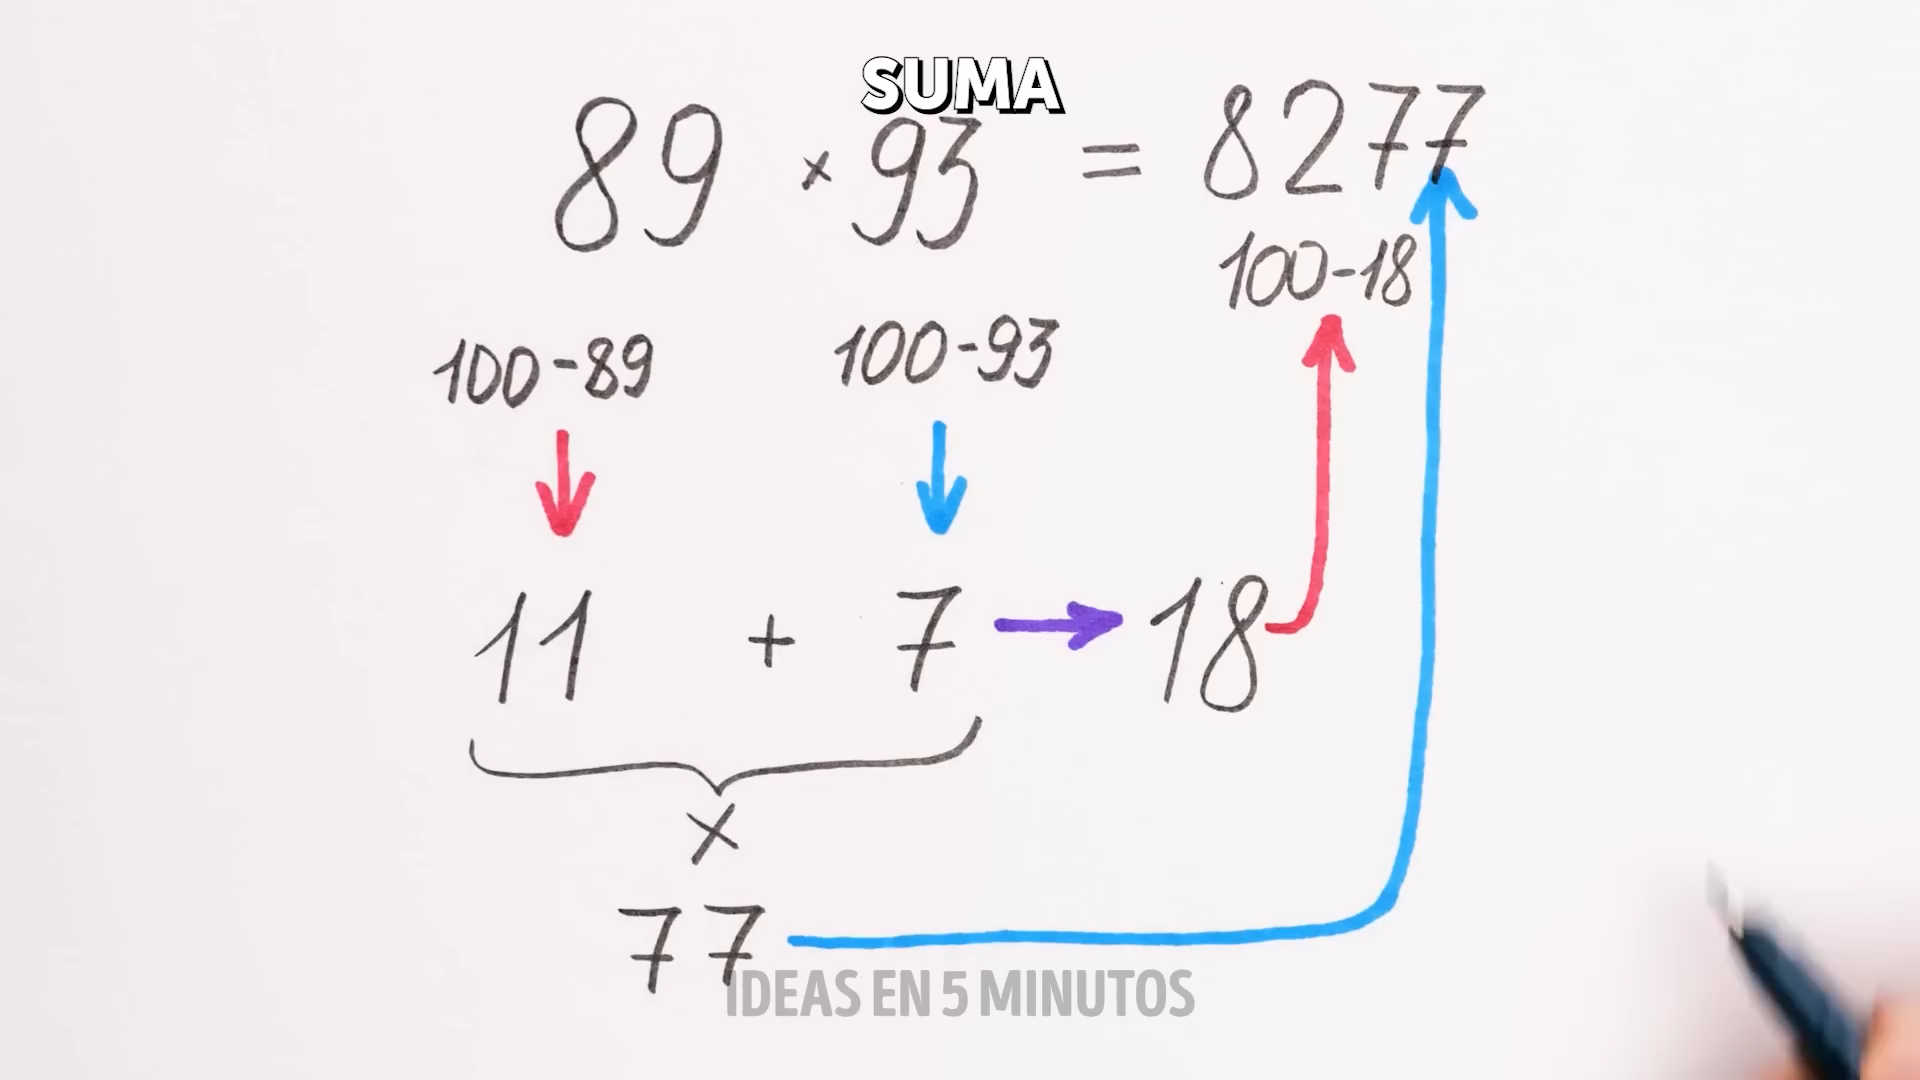 SUMA
89 × 93 = 8277
100-18
100-89 100-93
11 + 7 → 18
×
77
IDEAS EN 5 MINUTOS